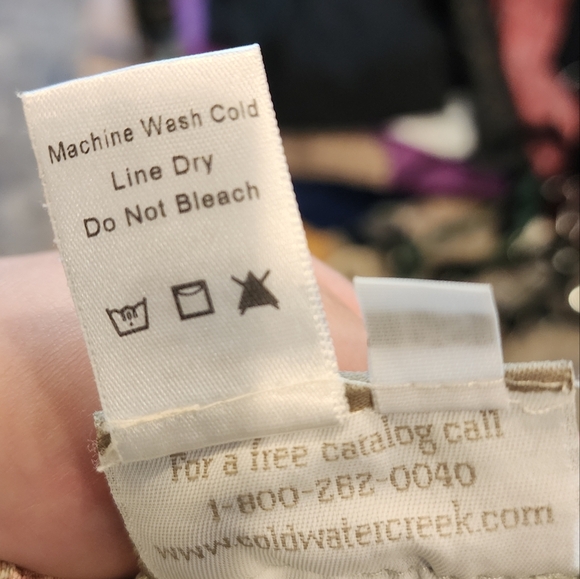 Machine Wash Cold
Line Dry
Do Not Bleach
For a free catalog call
1-800-262-0040
www.coldwatercreek.com